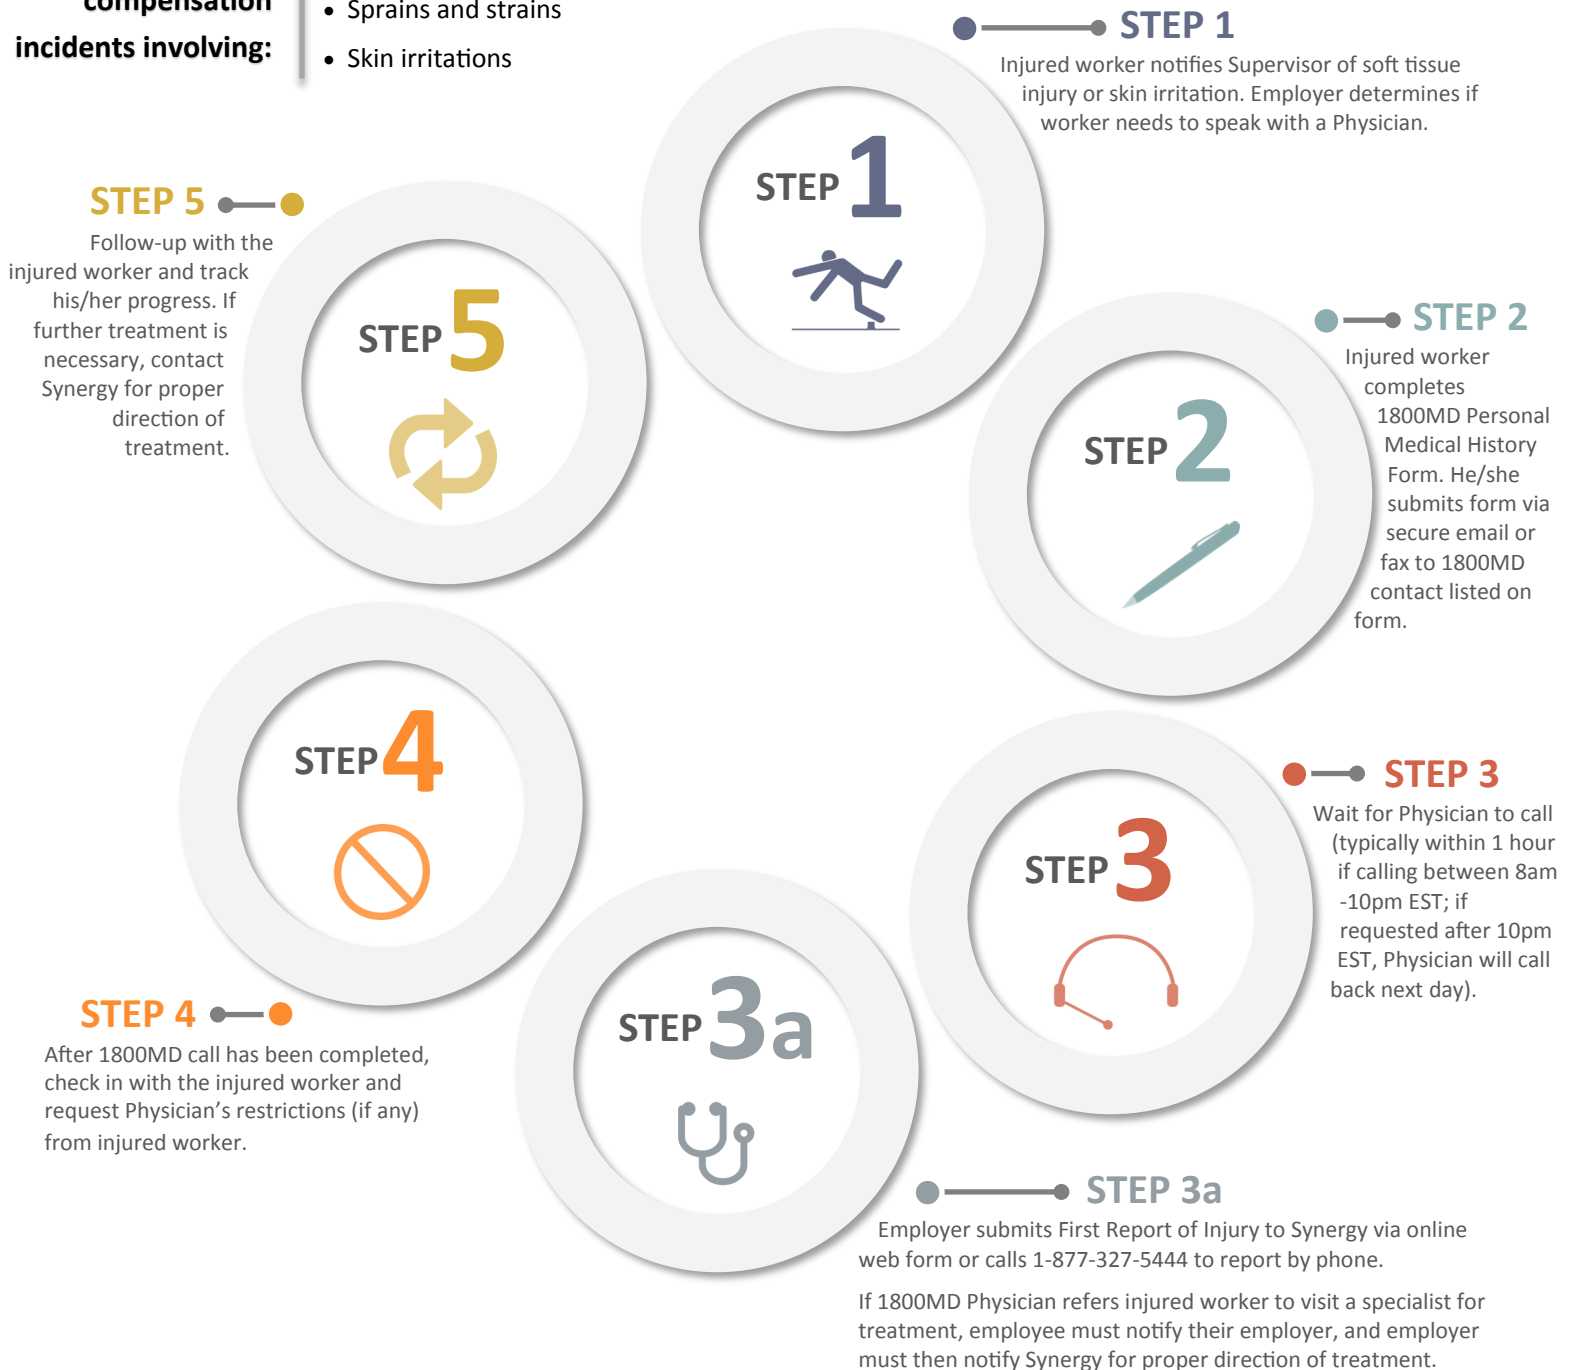 compensation
incidents involving:
• Sprains and strains
• Skin irritations
STEP 1
Injured worker notifies Supervisor of soft tissue
injury or skin irritation. Employer determines if
worker needs to speak with a Physician.
STEP 1
STEP 2
Injured worker
completes
1800MD Personal
Medical History
Form. He/she
submits form via
secure email or
fax to 1800MD
contact listed on
form.
STEP 2
STEP 3
Wait for Physician to call
(typically within 1 hour
if calling between 8am
-10pm EST; if
requested after 10pm
EST, Physician will call
back next day).
STEP 3
STEP 3a
STEP 3a
Employer submits First Report of Injury to Synergy via online
web form or calls 1-877-327-5444 to report by phone.
If 1800MD Physician refers injured worker to visit a specialist for
treatment, employee must notify their employer, and employer
must then notify Synergy for proper direction of treatment.
STEP 4
STEP 4
After 1800MD call has been completed,
check in with the injured worker and
request Physician's restrictions (if any)
from injured worker.
STEP 5
Follow-up with the
injured worker and track
his/her progress. If
further treatment is
necessary, contact
Synergy for proper
direction of
treatment.
STEP 5